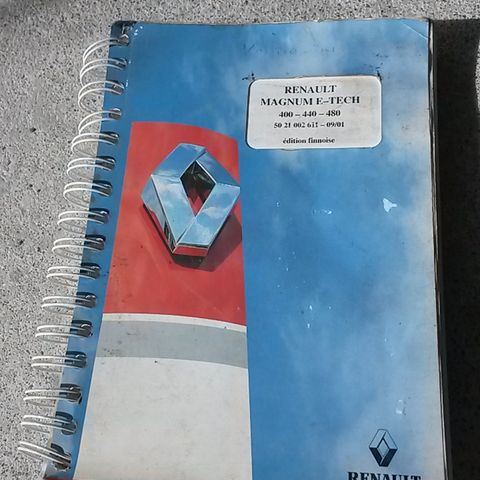 RENAULT
MAGNUM E-TECH
400 - 440 - 480
50 21 002 611 - 09/01
édition finnoise
RENAULT